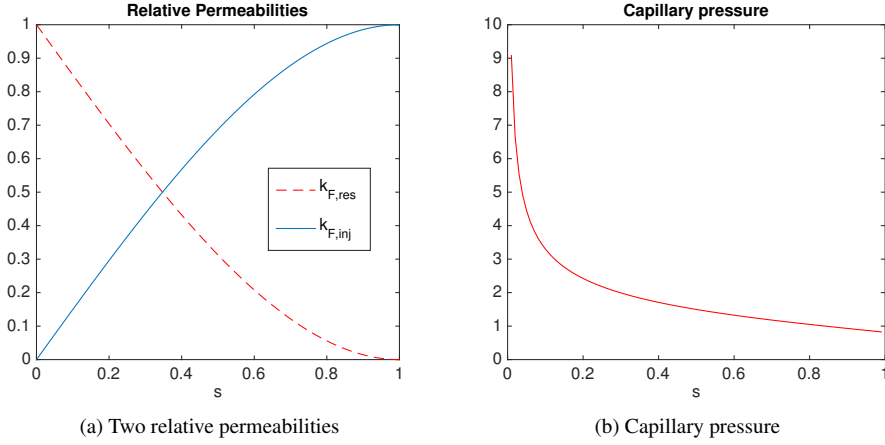 Relative Permeabilities
1
0.9
0.8
0.7
0.6
0.5
0.4
0.3
0.2
0.1
0
k_F,res
k_F,inj
0 0.2 0.4 0.6 0.8 1
s
(a) Two relative permeabilities
Capillary pressure
10
9
8
7
6
5
4
3
2
1
0
0 0.2 0.4 0.6 0.8 1
s
(b) Capillary pressure